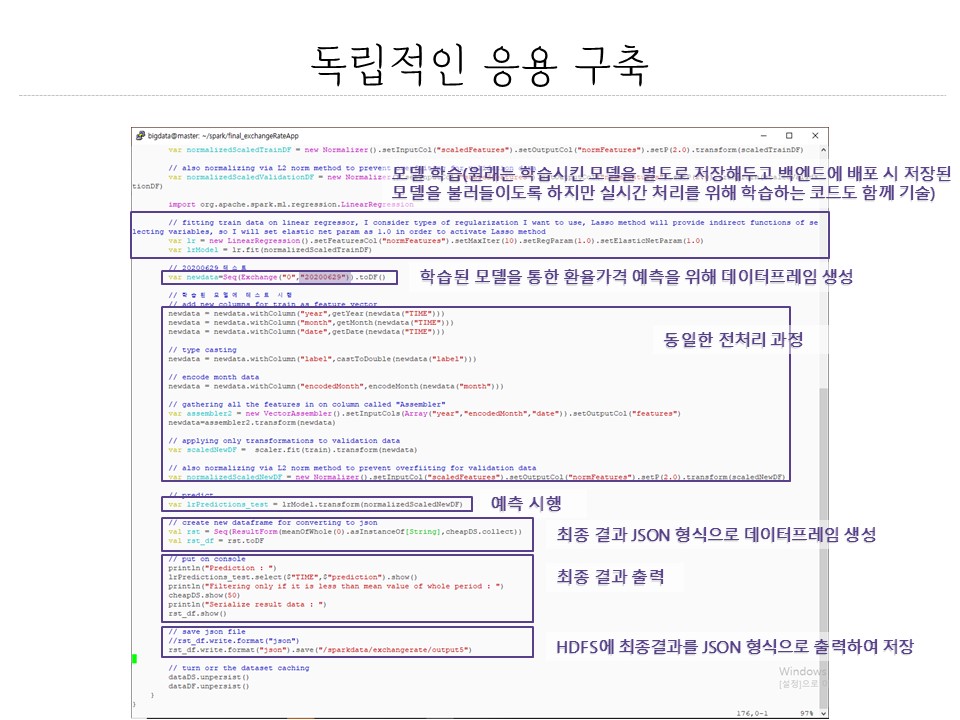 독립적인 응용 구축
bigdata@master: ~/spark/final_exchangeRateApp
var normalizedScaledTrainDF = new Normalizer().setInputCol("scaledFeatures").setOutputCol("normFeatures").setP(2.0).transform(scaledTrainDF)
// also normalizing via L2 norm method to prevent
모델 학습(원래는 학습시킨 모델을 별도로 저장해두고 백엔드에 배포 시 저장된
var normalizedScaledValidationDF = new Normalizer
tionDF)
모델을 불러들이도록 하지만 실시간 처리를 위해 학습하는 코드도 함께 기술)
import org.apache.spark.ml.regression.LinearRegression
// fitting train data on linear regressor, I consider types of regularization I want to use, Lasso method will provide indirect functions of se
lecting variables, so I will set elastic net param as 1.0 in order to activate Lasso method
var lr = new LinearRegression().setFeaturesCol("normFeatures").setMaxIter(10).setRegParam(1.0).setElasticNetParam(1.0)
var lrModel = lr.fit(normalizedScaledTrainDF)
// 20200629 테스트
var newdata=Seq(Exchange("0","20200629")).toDF()
학습된 모델을 통한 환율가격 예측을 위해 데이터프레임 생성
// 학습된 모델에 테스트 시행
// add new columns for train as feature vector
newdata = newdata.withColumn("year",getYear(newdata("TIME")))
newdata = newdata.withColumn("month",getMonth(newdata("TIME")))
newdata = newdata.withColumn("date",getDate(newdata("TIME")))
동일한 전처리 과정
// type casting
newdata = newdata.withColumn("label",castToDouble(newdata("label")))
// encode month data
newdata = newdata.withColumn("encodedMonth",encodeMonth(newdata("month")))
// gathering all the features in on column called "Assembler"
var assembler2 = new VectorAssembler().setInputCols(Array("year","encodedMonth","date")).setOutputCol("features")
newdata=assembler2.transform(newdata)
// applying only transformations to validation data
var scaledNewDF =  scaler.fit(train).transform(newdata)
// also normalizing via L2 norm method to prevent overfiiting for validation data
var normalizedScaledNewDF = new Normalizer().setInputCol("scaledFeatures").setOutputCol("normFeatures").setP(2.0).transform(scaledNewDF)
// predict
var lrPredictions_test = lrModel.transform(normalizedScaledNewDF)
예측 시행
// create new dataframe for converting to json
val rst = Seq(ResultForm(meanOfWhole(0).asInstanceOf[String],cheapDS.collect))
val rst_df = rst.toDF
최종 결과 JSON 형식으로 데이터프레임 생성
// put on console
println("Prediction : ")
lrPredictions_test.select($"TIME",$"prediction").show()
최종 결과 출력
println("Filtering only if it is less than mean value of whole period : ")
cheapDS.show(50)
println("Serialize result data : ")
rst_df.show()
// save json file
//rst_df.write.format("json")
rst_df.write.format("json").save("/sparkdata/exchangerate/output5")
HDFS에 최종결과를 JSON 형식으로 출력하여 저장
// turn orr the dataset caching
dataDS.unpersist()
dataDF.unpersist()
}
}
Windows
[설정]으로
176,0-1 97%